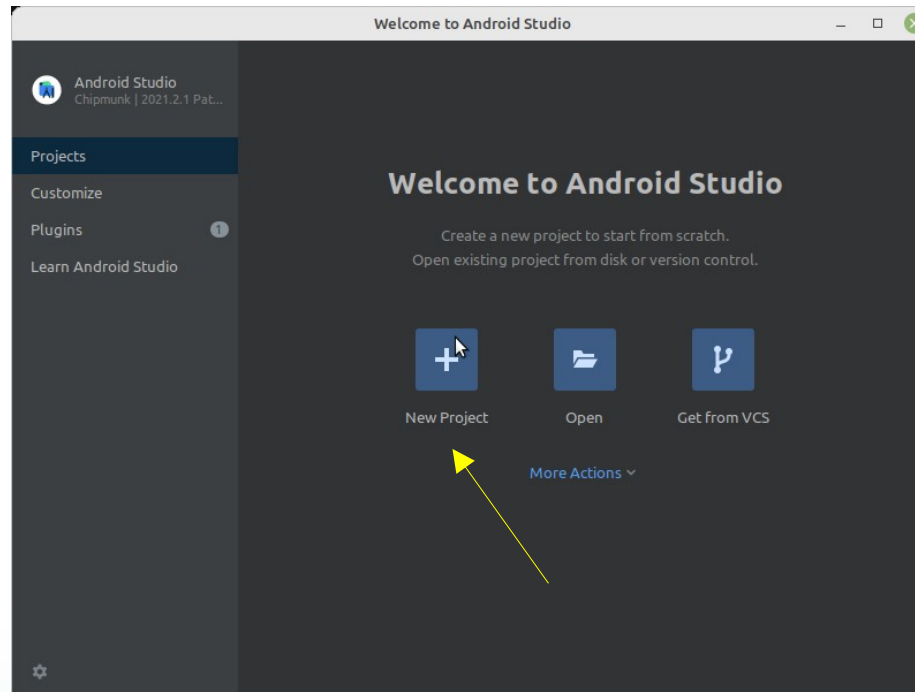 Welcome to Android Studio
Android Studio
Chipmunk | 2021.2.1 Pat...
Projects
Customize
Plugins
1
Learn Android Studio
Welcome to Android Studio
Create a new project to start from scratch.
Open existing project from disk or version control.
New Project
Open
Get from VCS
More Actions